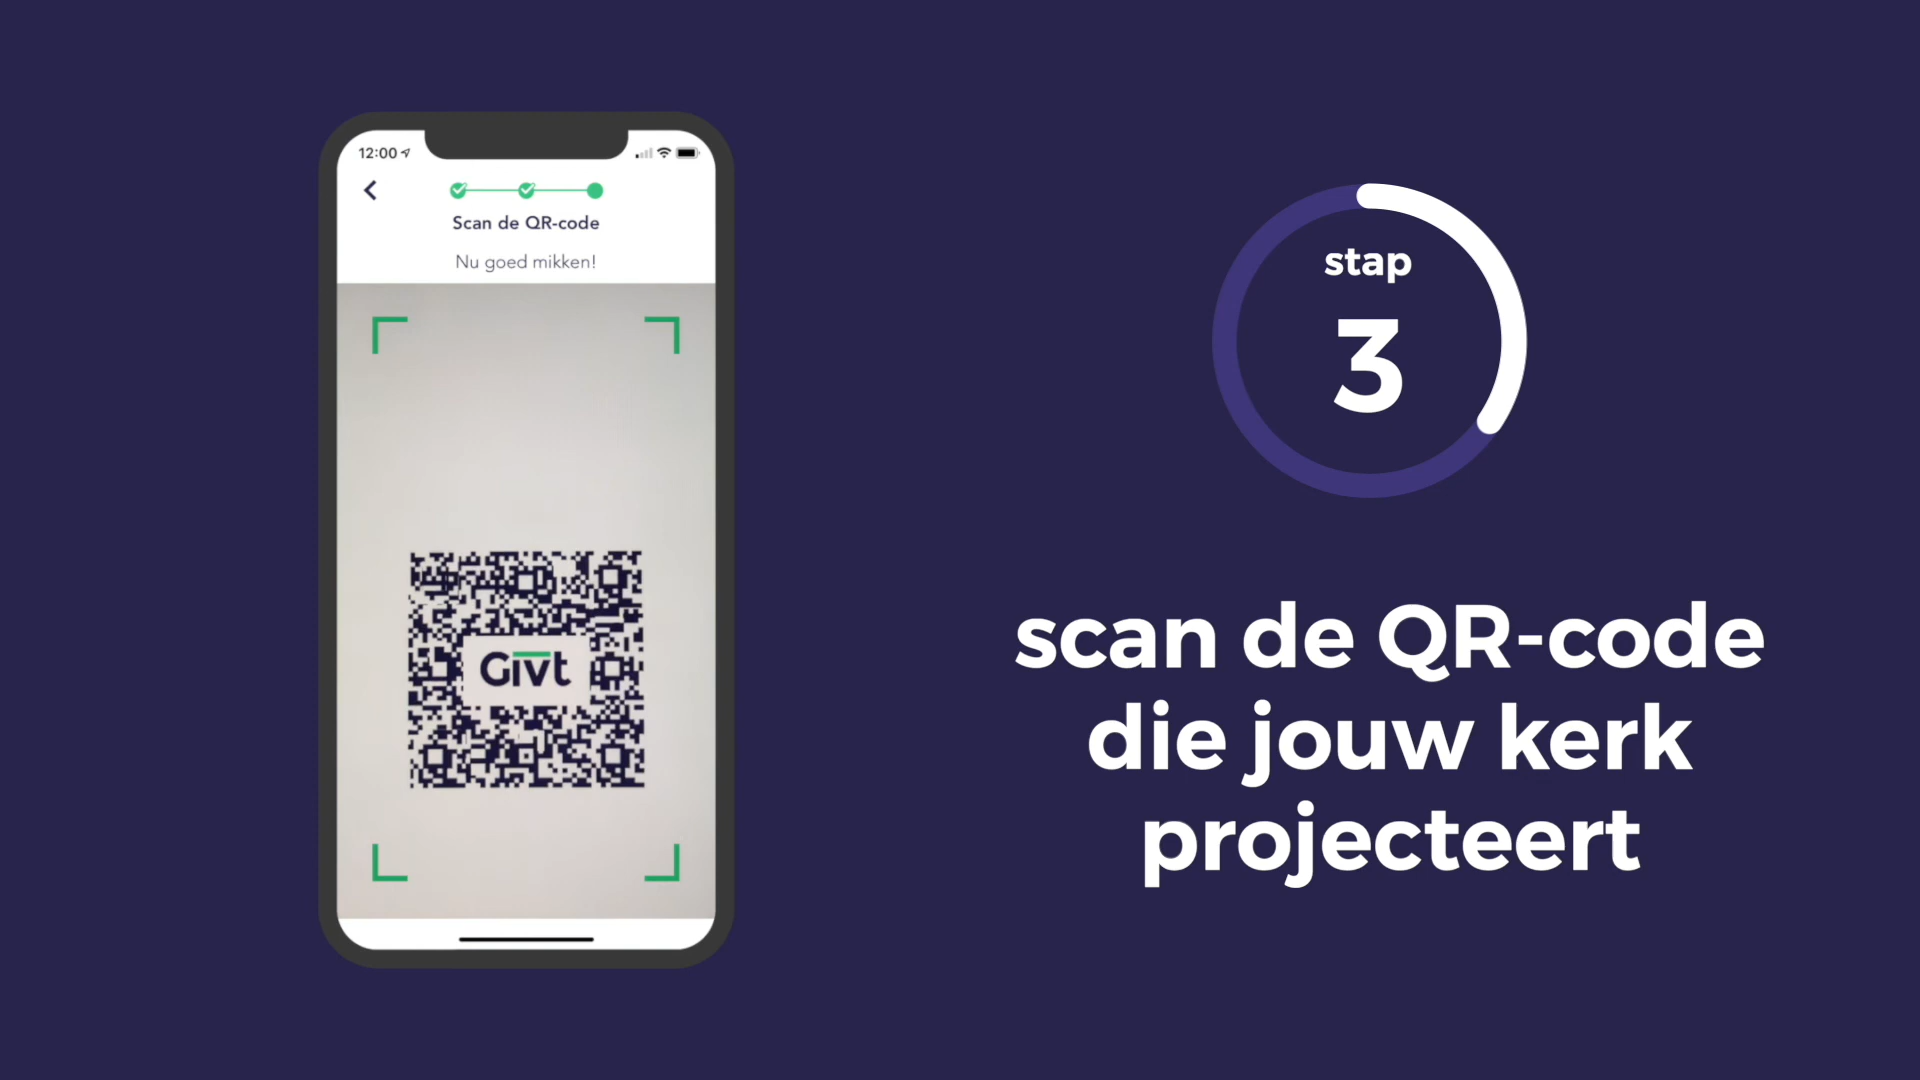 12:00
Scan de QR-code
Nu goed mikken!
Givt
stap
3
scan de QR-code
die jouw kerk
projecteert